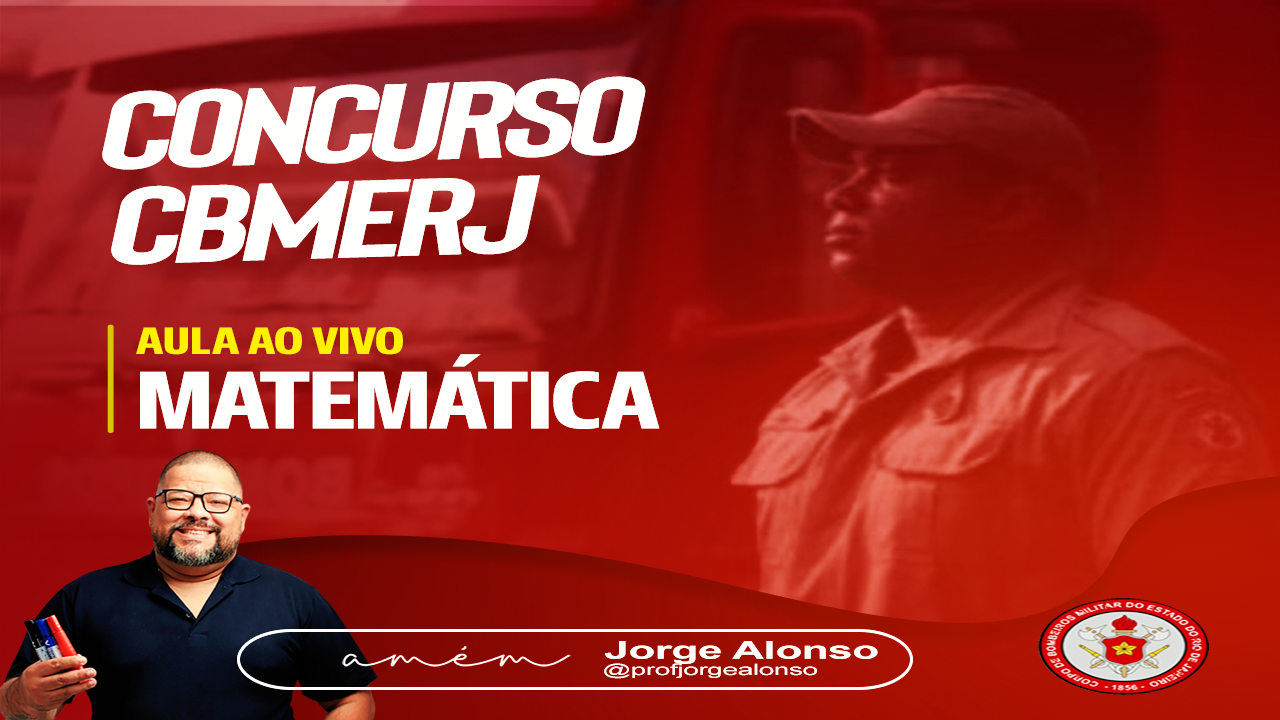 CONCURSO
CBMERJ
AULA AO VIVO
MATEMÁTICA
amém
Jorge Alonso
@profjorgealonso
CORPO DE BOMBEIROS MILITAR DO ESTADO DO RIO DE JANEIRO
- 1856 -